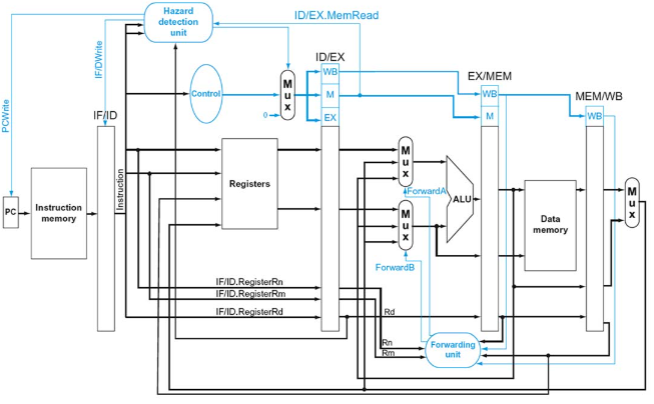 Hazard
detection
unit
ID/EX.MemRead
IF/DWrite
PCWrite
ID/EX
WB
M
EX
Control
Mux
0
EX/MEM
WB
M
MEM/WB
WB
IF/ID
Instruction
PC
Instruction
memory
Registers
Mux
ForwardA
ALU
Mux
ForwardB
Data
memory
Mux
IF/ID.RegisterRn
IF/ID.RegisterRm
IF/ID.RegisterRd
Rd
Rn
Rm
Forwarding
unit